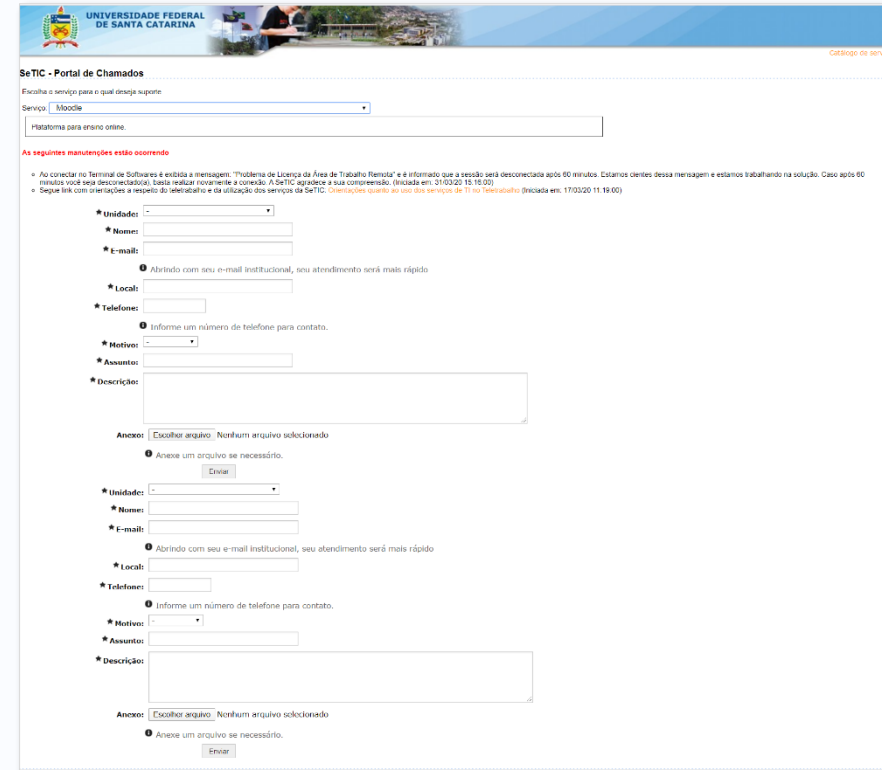 UNIVERSIDADE FEDERAL
DE SANTA CATARINA
Catálogo de serv
SeTIC - Portal de Chamados
Escolha o serviço para o qual deseja suporte
Serviço: Moodle
Plataforma para ensino online.
As seguintes manutenções estão ocorrendo
Ao conectar no Terminal de Softwares é exibida a mensagem: "Problema de Licença da Área de Trabalho Remota" e é informado que a sessão será desconectada após 60 minutos. Estamos cientes dessa mensagem e estamos trabalhando na solução. Caso após 60
minutos você seja desconectado(a), basta realizar novamente a conexão. A SeTIC agradece a sua compreensão. (Iniciada em: 31/03/20 15:16:00)
Segue link com orientações a respeito do teletrabalho e da utilização dos serviços da SeTIC: Orientações quanto ao uso dos serviços de TI no Teletrabalho (Iniciada em: 17/03/20 11:19:00)
★Unidade: -
★Nome:
★E-mail:
Abrindo com seu e-mail institucional, seu atendimento será mais rápido
★Local:
★Telefone:
Informe um número de telefone para contato.
★Motivo: -
★Assunto:
★Descrição:
Anexo: Escolher arquivo Nenhum arquivo selecionado
Anexe um arquivo se necessário.
Enviar
★Unidade: -
★Nome:
★E-mail:
Abrindo com seu e-mail institucional, seu atendimento será mais rápido
★Local:
★Telefone:
Informe um número de telefone para contato.
★Motivo: -
★Assunto:
★Descrição:
Anexo: Escolher arquivo Nenhum arquivo selecionado
Anexe um arquivo se necessário.
Enviar